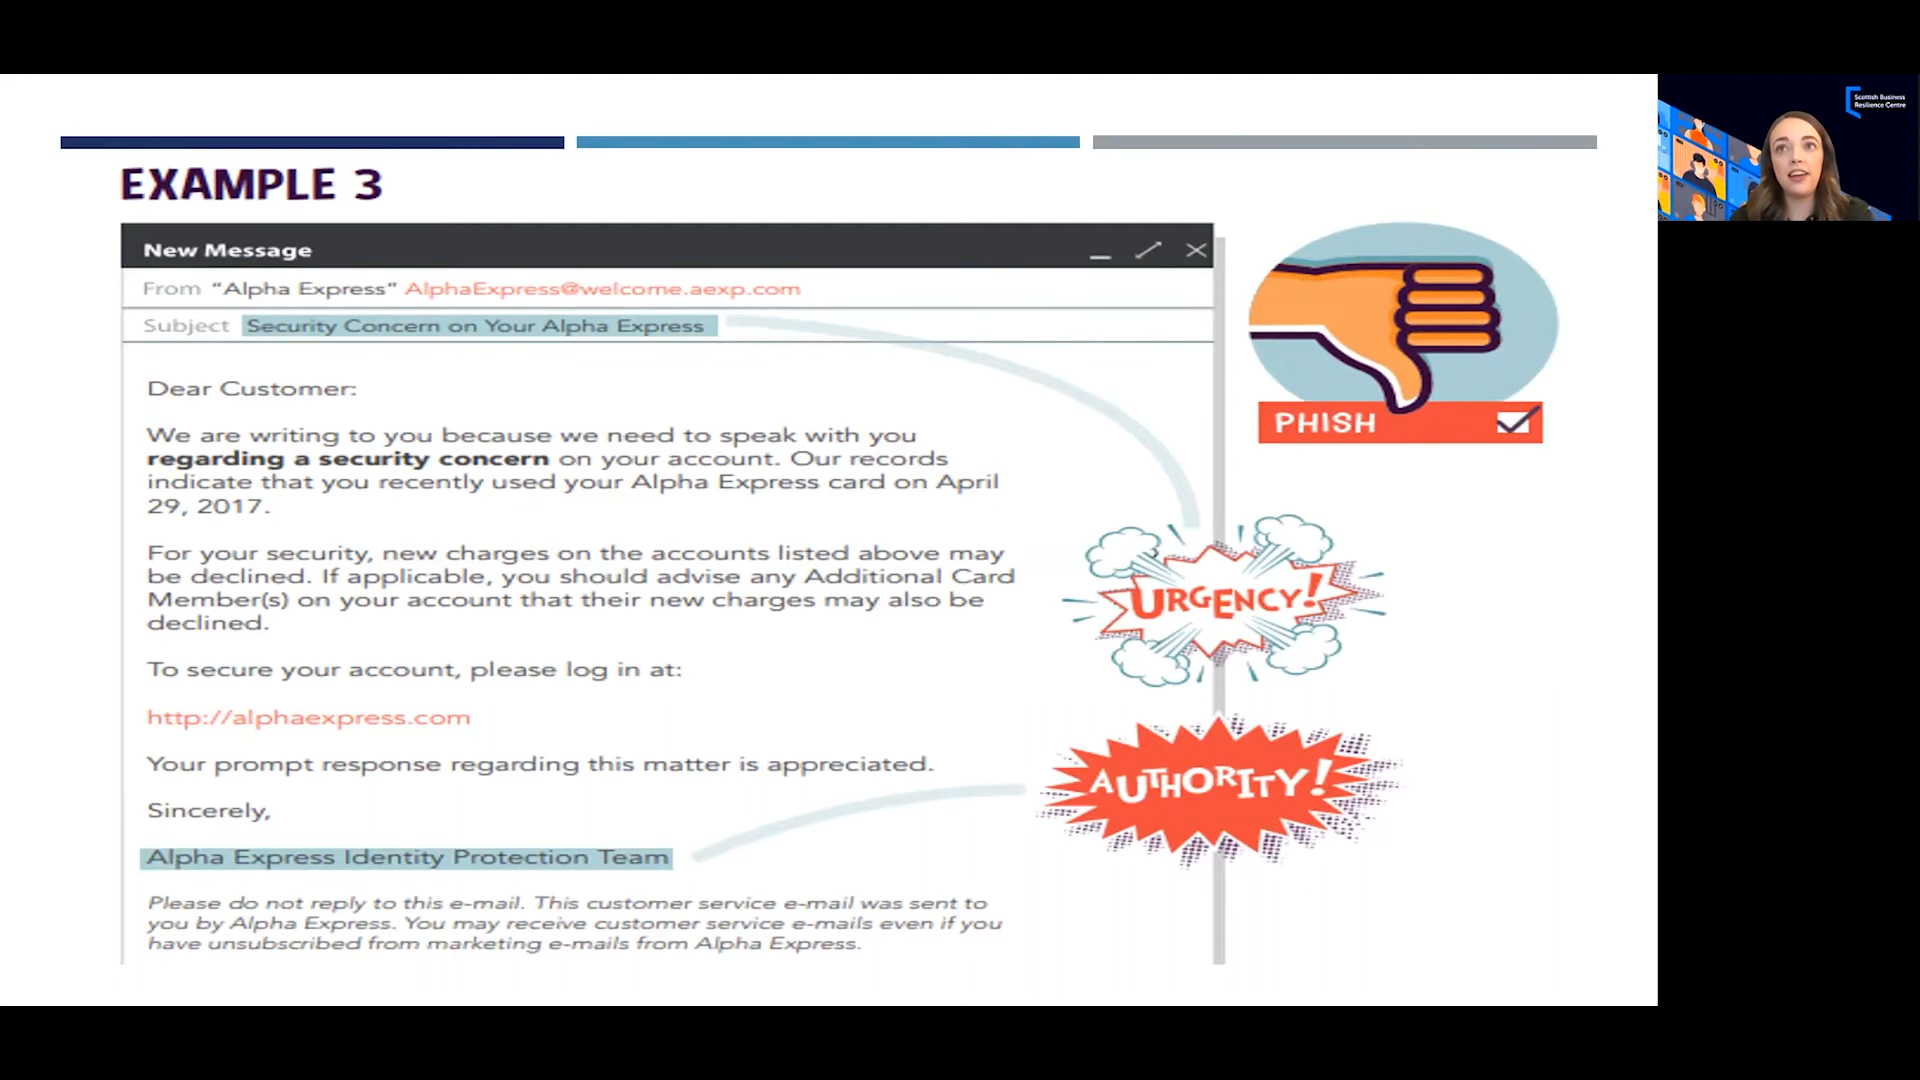 Scottish Business
Resilience Centre
EXAMPLE 3
New Message
From "Alpha Express" AlphaExpress@welcome.aexp.com
Subject Security Concern on Your Alpha Express
Dear Customer:
We are writing to you because we need to speak with you
regarding a security concern on your account. Our records
indicate that you recently used your Alpha Express card on April
29, 2017.
For your security, new charges on the accounts listed above may
be declined. If applicable, you should advise any Additional Card
Member(s) on your account that their new charges may also be
declined.
To secure your account, please log in at:
http://alphaexpress.com
Your prompt response regarding this matter is appreciated.
Sincerely,
Alpha Express Identity Protection Team
Please do not reply to this e-mail. This customer service e-mail was sent to
you by Alpha Express. You may receive customer service e-mails even if you
have unsubscribed from marketing e-mails from Alpha Express.
PHISH
URGENCY!
AUTHORITY!